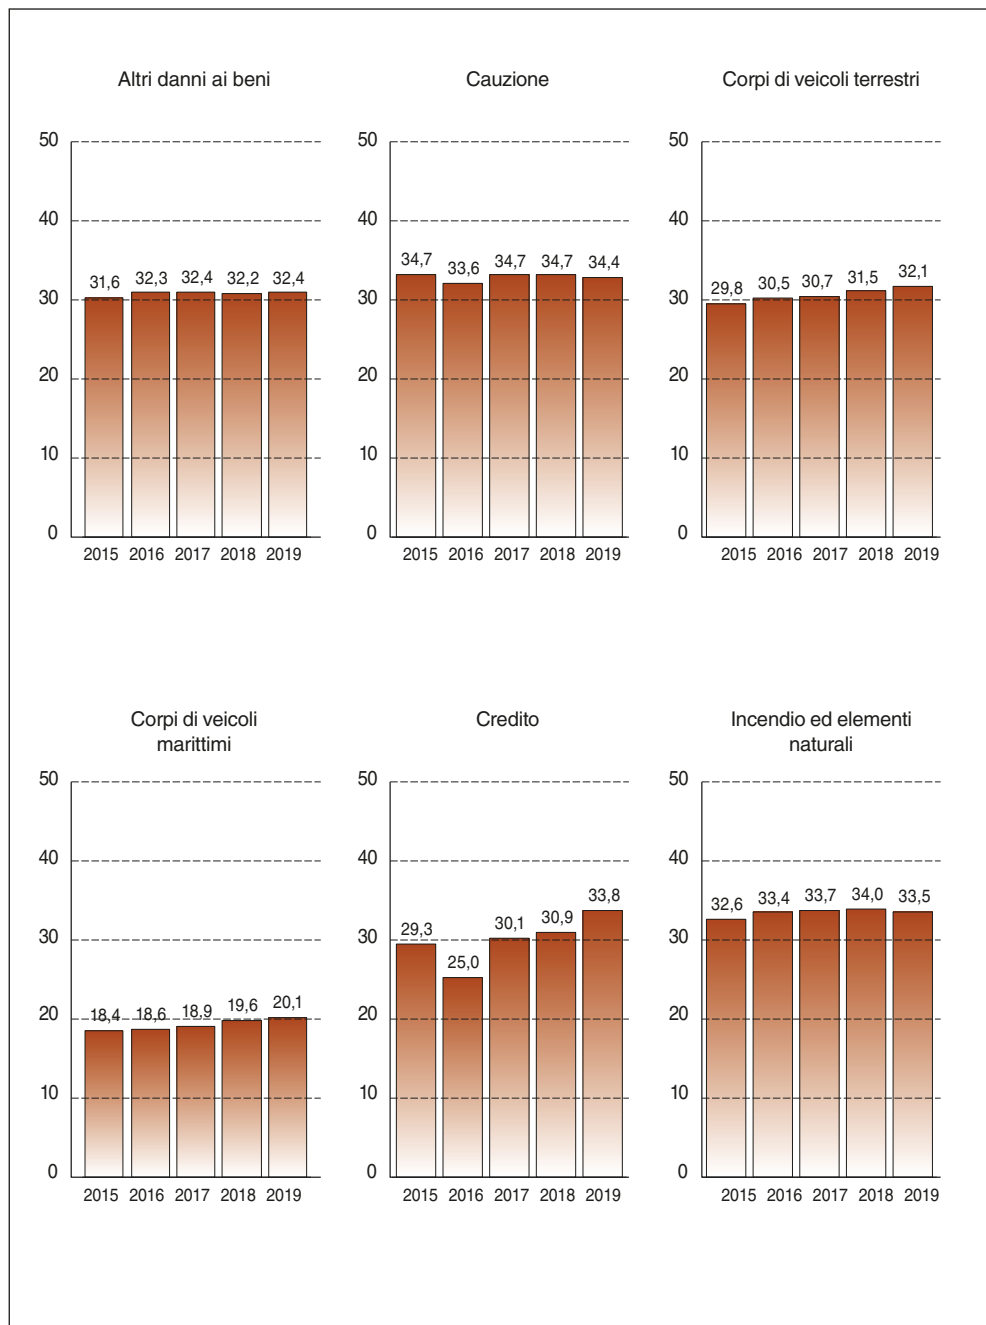 Altri danni ai beni
50
40
30
20
10
0
31,6 32,3 32,4 32,2 32,4
2015 2016 2017 2018 2019
Cauzione
50
40
30
20
10
0
34,7 33,6 34,7 34,7 34,4
2015 2016 2017 2018 2019
Corpi di veicoli terrestri
50
40
30
20
10
0
29,8 30,5 30,7 31,5 32,1
2015 2016 2017 2018 2019
Corpi di veicoli
marittimi
50
40
30
20
10
0
18,4 18,6 18,9 19,6 20,1
2015 2016 2017 2018 2019
Credito
50
40
30
20
10
0
29,3 25,0 30,1 30,9 33,8
2015 2016 2017 2018 2019
Incendio ed elementi
naturali
50
40
30
20
10
0
32,6 33,4 33,7 34,0 33,5
2015 2016 2017 2018 2019